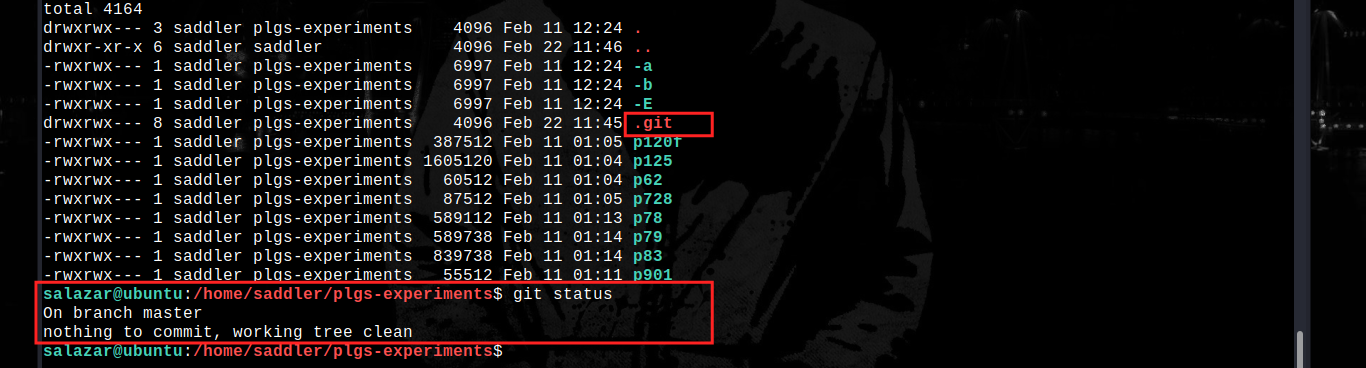 total 4164
drwxrwx--- 3 saddler plgs-experiments    4096 Feb 11 12:24 .
drwxr-xr-x 6 saddler saddler             4096 Feb 22 11:46 ..
-rwxrwx--- 1 saddler plgs-experiments    6997 Feb 11 12:24 -a
-rwxrwx--- 1 saddler plgs-experiments    6997 Feb 11 12:24 -b
-rwxrwx--- 1 saddler plgs-experiments    6997 Feb 11 12:24 -E
drwxrwx--- 8 saddler plgs-experiments    4096 Feb 22 11:45 .git
-rwxrwx--- 1 saddler plgs-experiments  387512 Feb 11 01:05 p120f
-rwxrwx--- 1 saddler plgs-experiments 1605120 Feb 11 01:04 p125
-rwxrwx--- 1 saddler plgs-experiments   60512 Feb 11 01:04 p62
-rwxrwx--- 1 saddler plgs-experiments   87512 Feb 11 01:05 p728
-rwxrwx--- 1 saddler plgs-experiments  589112 Feb 11 01:13 p78
-rwxrwx--- 1 saddler plgs-experiments  589738 Feb 11 01:14 p79
-rwxrwx--- 1 saddler plgs-experiments  839738 Feb 11 01:14 p83
-rwxrwx--- 1 saddler plgs-experiments   55512 Feb 11 01:11 p901
salazar@ubuntu:/home/saddler/plgs-experiments$ git status
On branch master
nothing to commit, working tree clean
salazar@ubuntu:/home/saddler/plgs-experiments$